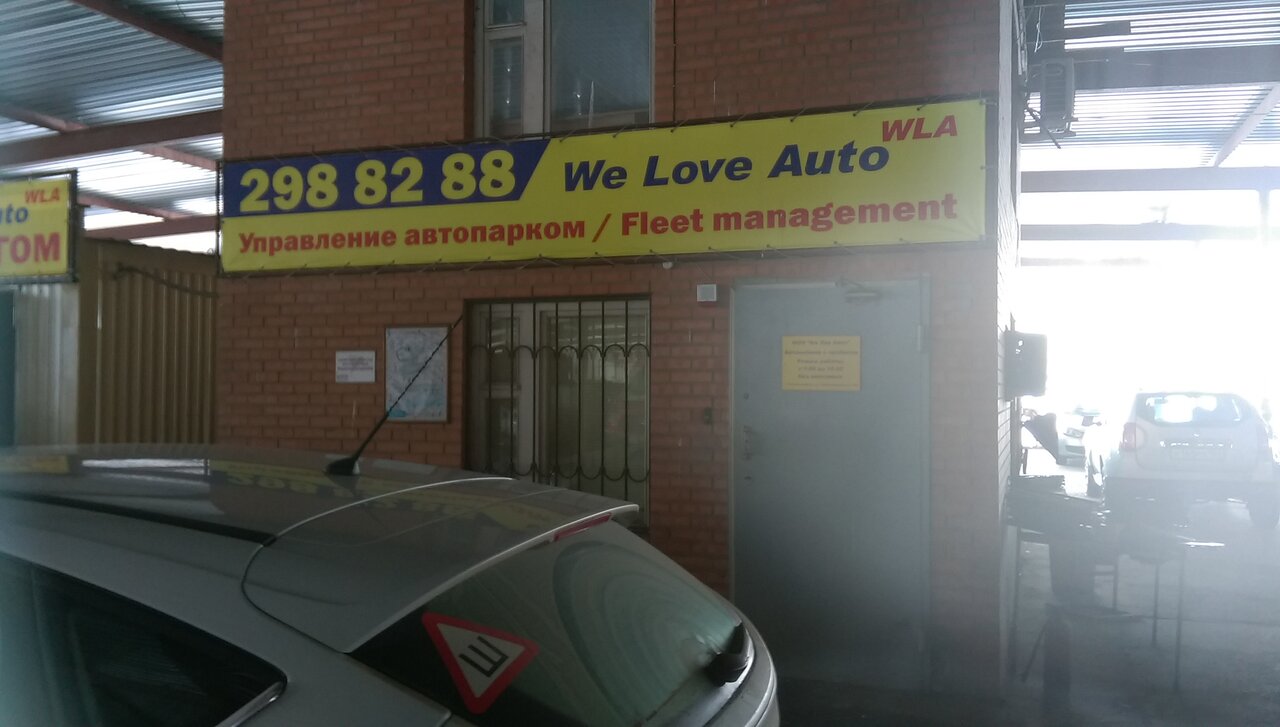 WLA
uto
ТОМ
298 82 88
We Love Auto
WLA
Управление автопарком / Fleet management
Ш